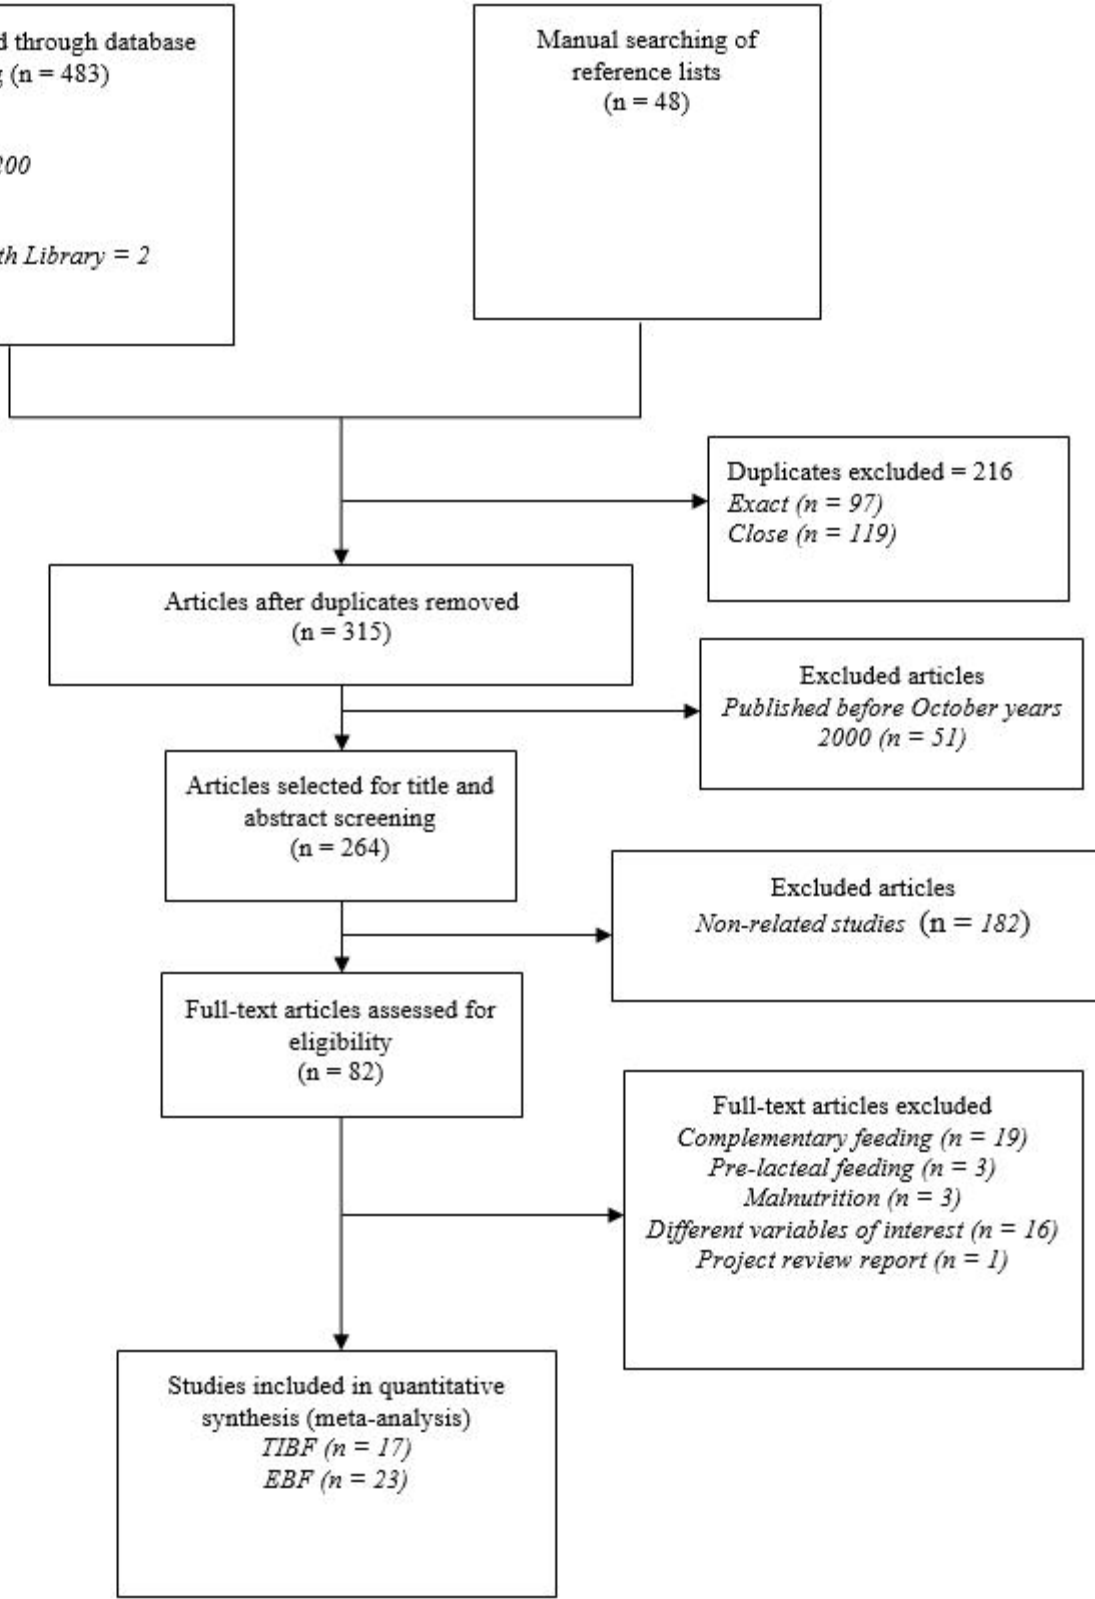 through database
(n = 483)
Library = 2
Manual searching of
reference lists
(n = 48)
Duplicates excluded = 216
Exact (n = 97)
Close (n = 119)
Articles after duplicates removed
(n = 315)
Excluded articles
Published before October years
2000 (n = 51)
Articles selected for title and
abstract screening
(n = 264)
Excluded articles
Non-related studies (n = 182)
Full-text articles assessed for
eligibility
(n = 82)
Full-text articles excluded
Complementary feeding (n = 19)
Pre-lacteal feeding (n = 3)
Malnutrition (n = 3)
Different variables of interest (n = 16)
Project review report (n = 1)
Studies included in quantitative
synthesis (meta-analysis)
TIBF (n = 17)
EBF (n = 23)